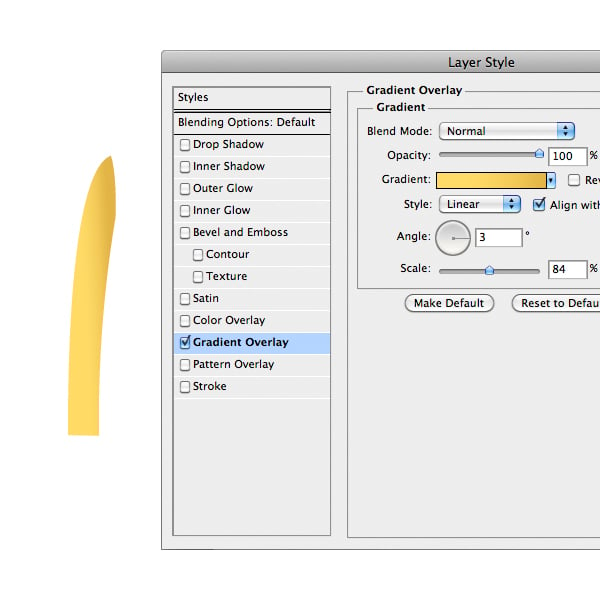 Layer Style
Styles
Blending Options: Default
Drop Shadow
Inner Shadow
Outer Glow
Inner Glow
Bevel and Emboss
Contour
Texture
Satin
Color Overlay
Gradient Overlay
Pattern Overlay
Stroke
Gradient Overlay
Gradient
Blend Mode: Normal
Opacity: 100 %
Gradient: Rev
Style: Linear Align with
Angle: 3 °
Scale: 84 %
Make Default Reset to Defau